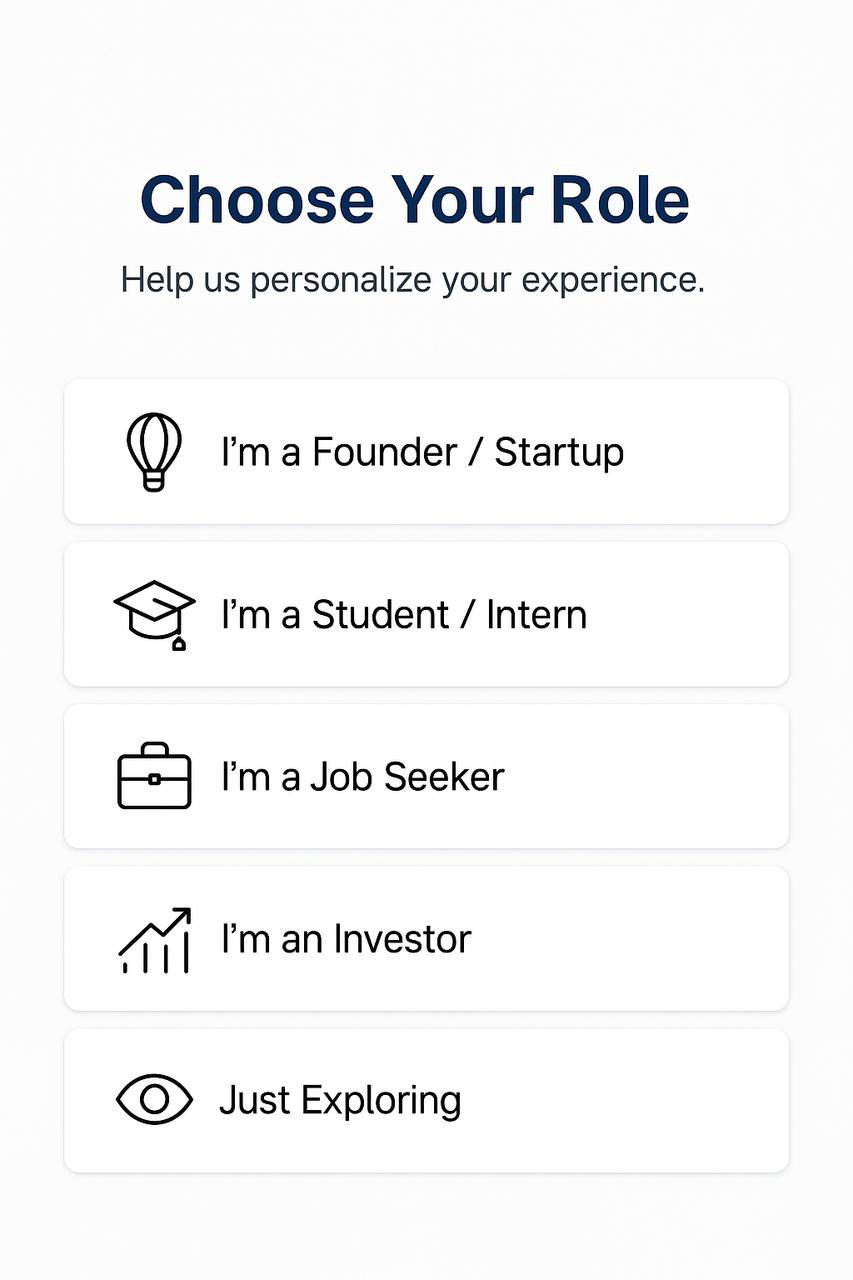 Choose Your Role
Help us personalize your experience.
I’m a Founder / Startup
I’m a Student / Intern
I’m a Job Seeker
I’m an Investor
Just Exploring